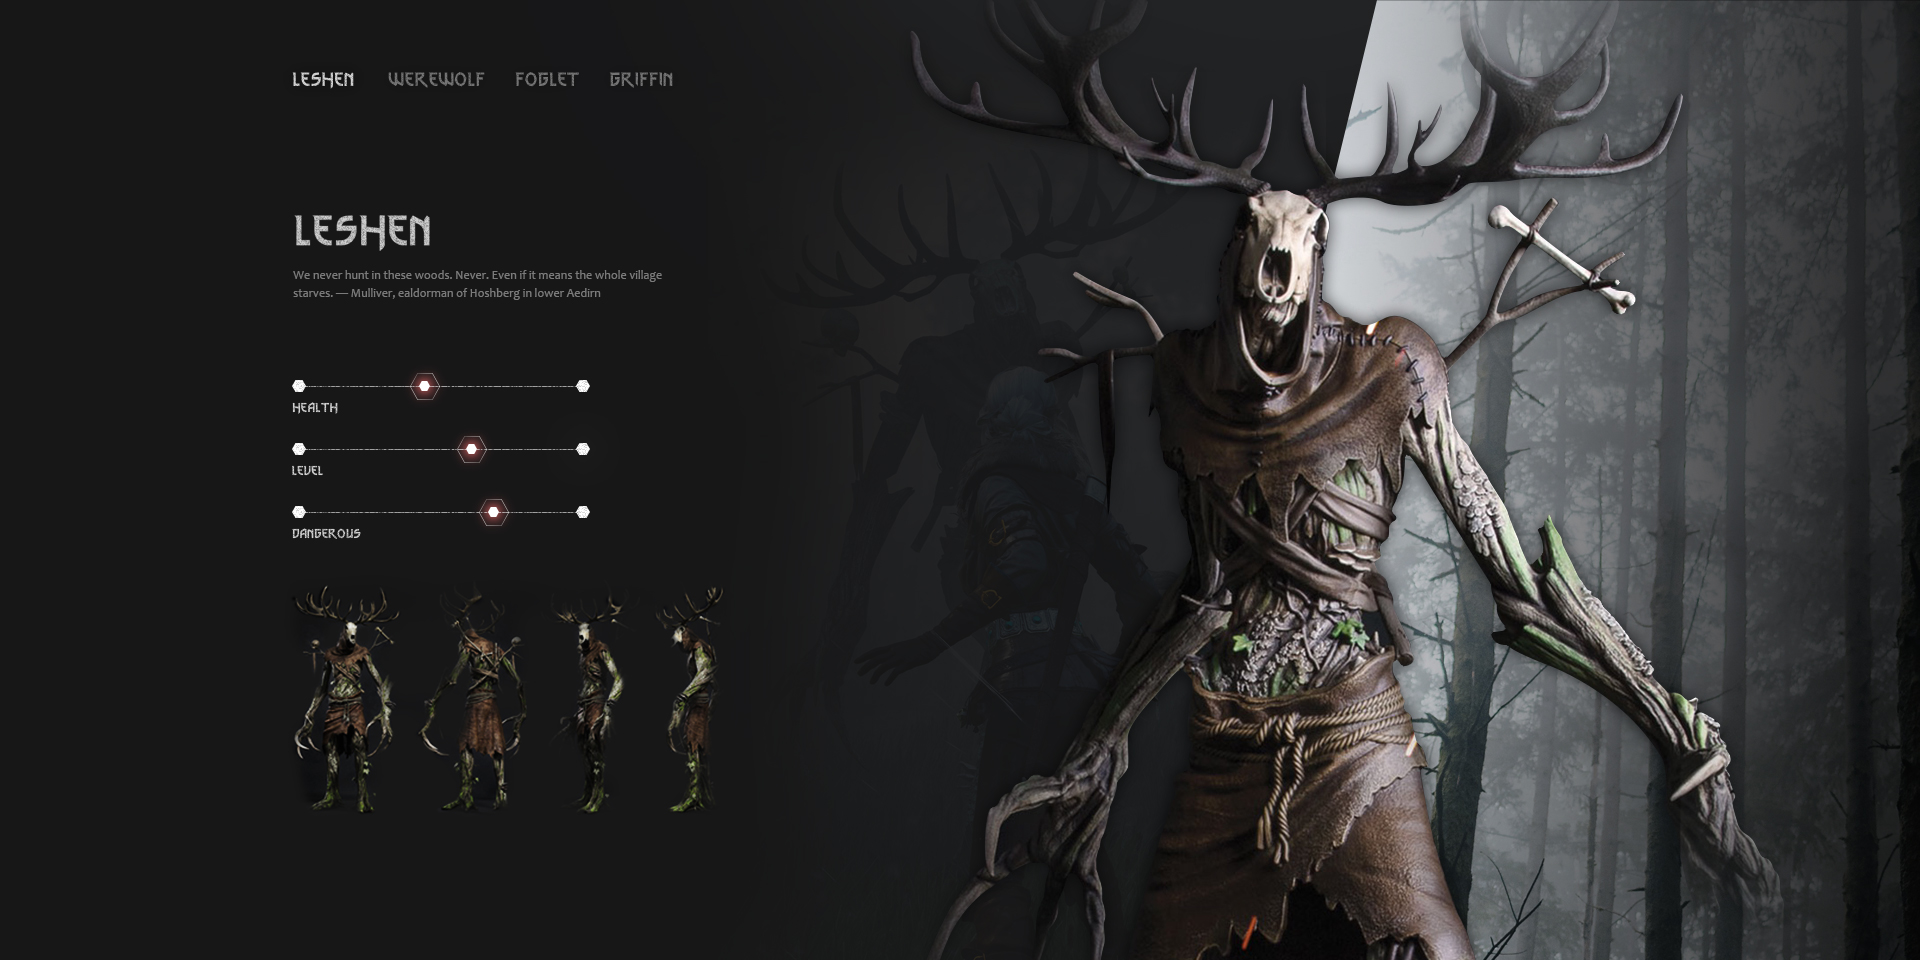 LESHEN WEREWOLF FOGLET GRIFFIN
LESHEN
We never hunt in these woods. Never. Even if it means the whole village
starves. — Mulliver, ealdorman of Hoshberg in lower Aedirn
HEALTH
LEVEL
DANGEROUS